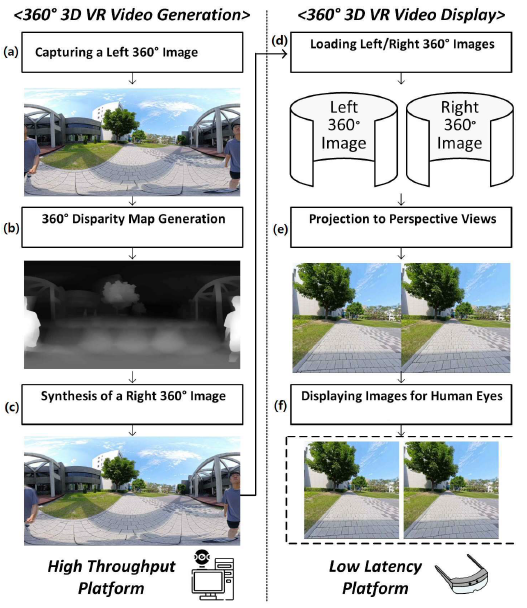 <360° 3D VR Video Generation>
(a)
Capturing a Left 360° Image
(b)
360° Disparity Map Generation
(c)
Synthesis of a Right 360° Image
High Throughput
Platform
<360° 3D VR Video Display>
(d)
Loading Left/Right 360° Images
Left
360°
Image
Right
360°
Image
(e)
Projection to Perspective Views
(f)
Displaying Images for Human Eyes
Low Latency
Platform